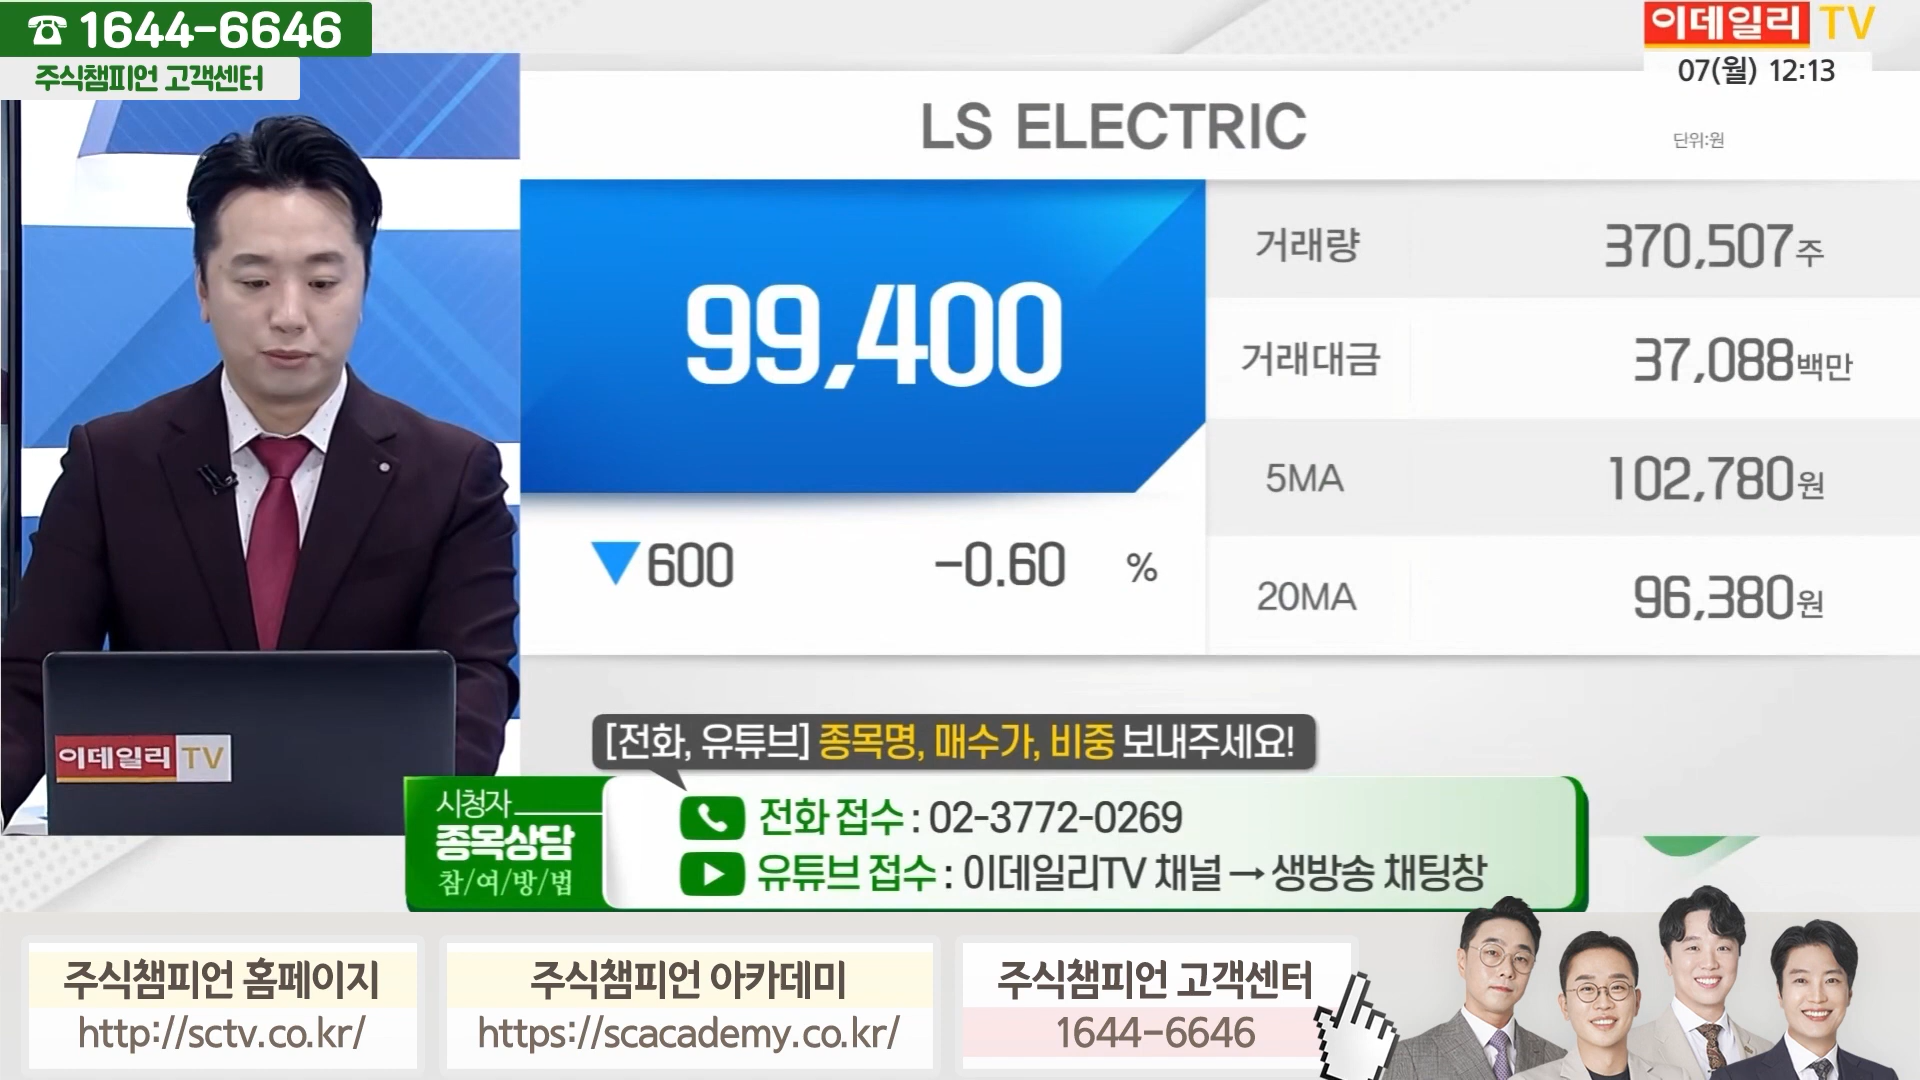 ☎ 1644-6646
주식챔피언 고객센터
이데일리 TV
07(월) 12:13
LS ELECTRIC
단위:원
99,400
▼600 -0.60 %
거래량 370,507주
거래대금 37,088백만
5MA 102,780원
20MA 96,380원
이데일리 TV
[전화, 유튜브] 종목명, 매수가, 비중 보내주세요!
시청자
종목상담
참/여/방/법
전화 접수 : 02-3772-0269
유튜브 접수 : 이데일리TV 채널 → 생방송 채팅창
주식챔피언 홈페이지
http://sctv.co.kr/
주식챔피언 아카데미
https://scacademy.co.kr/
주식챔피언 고객센터
1644-6646